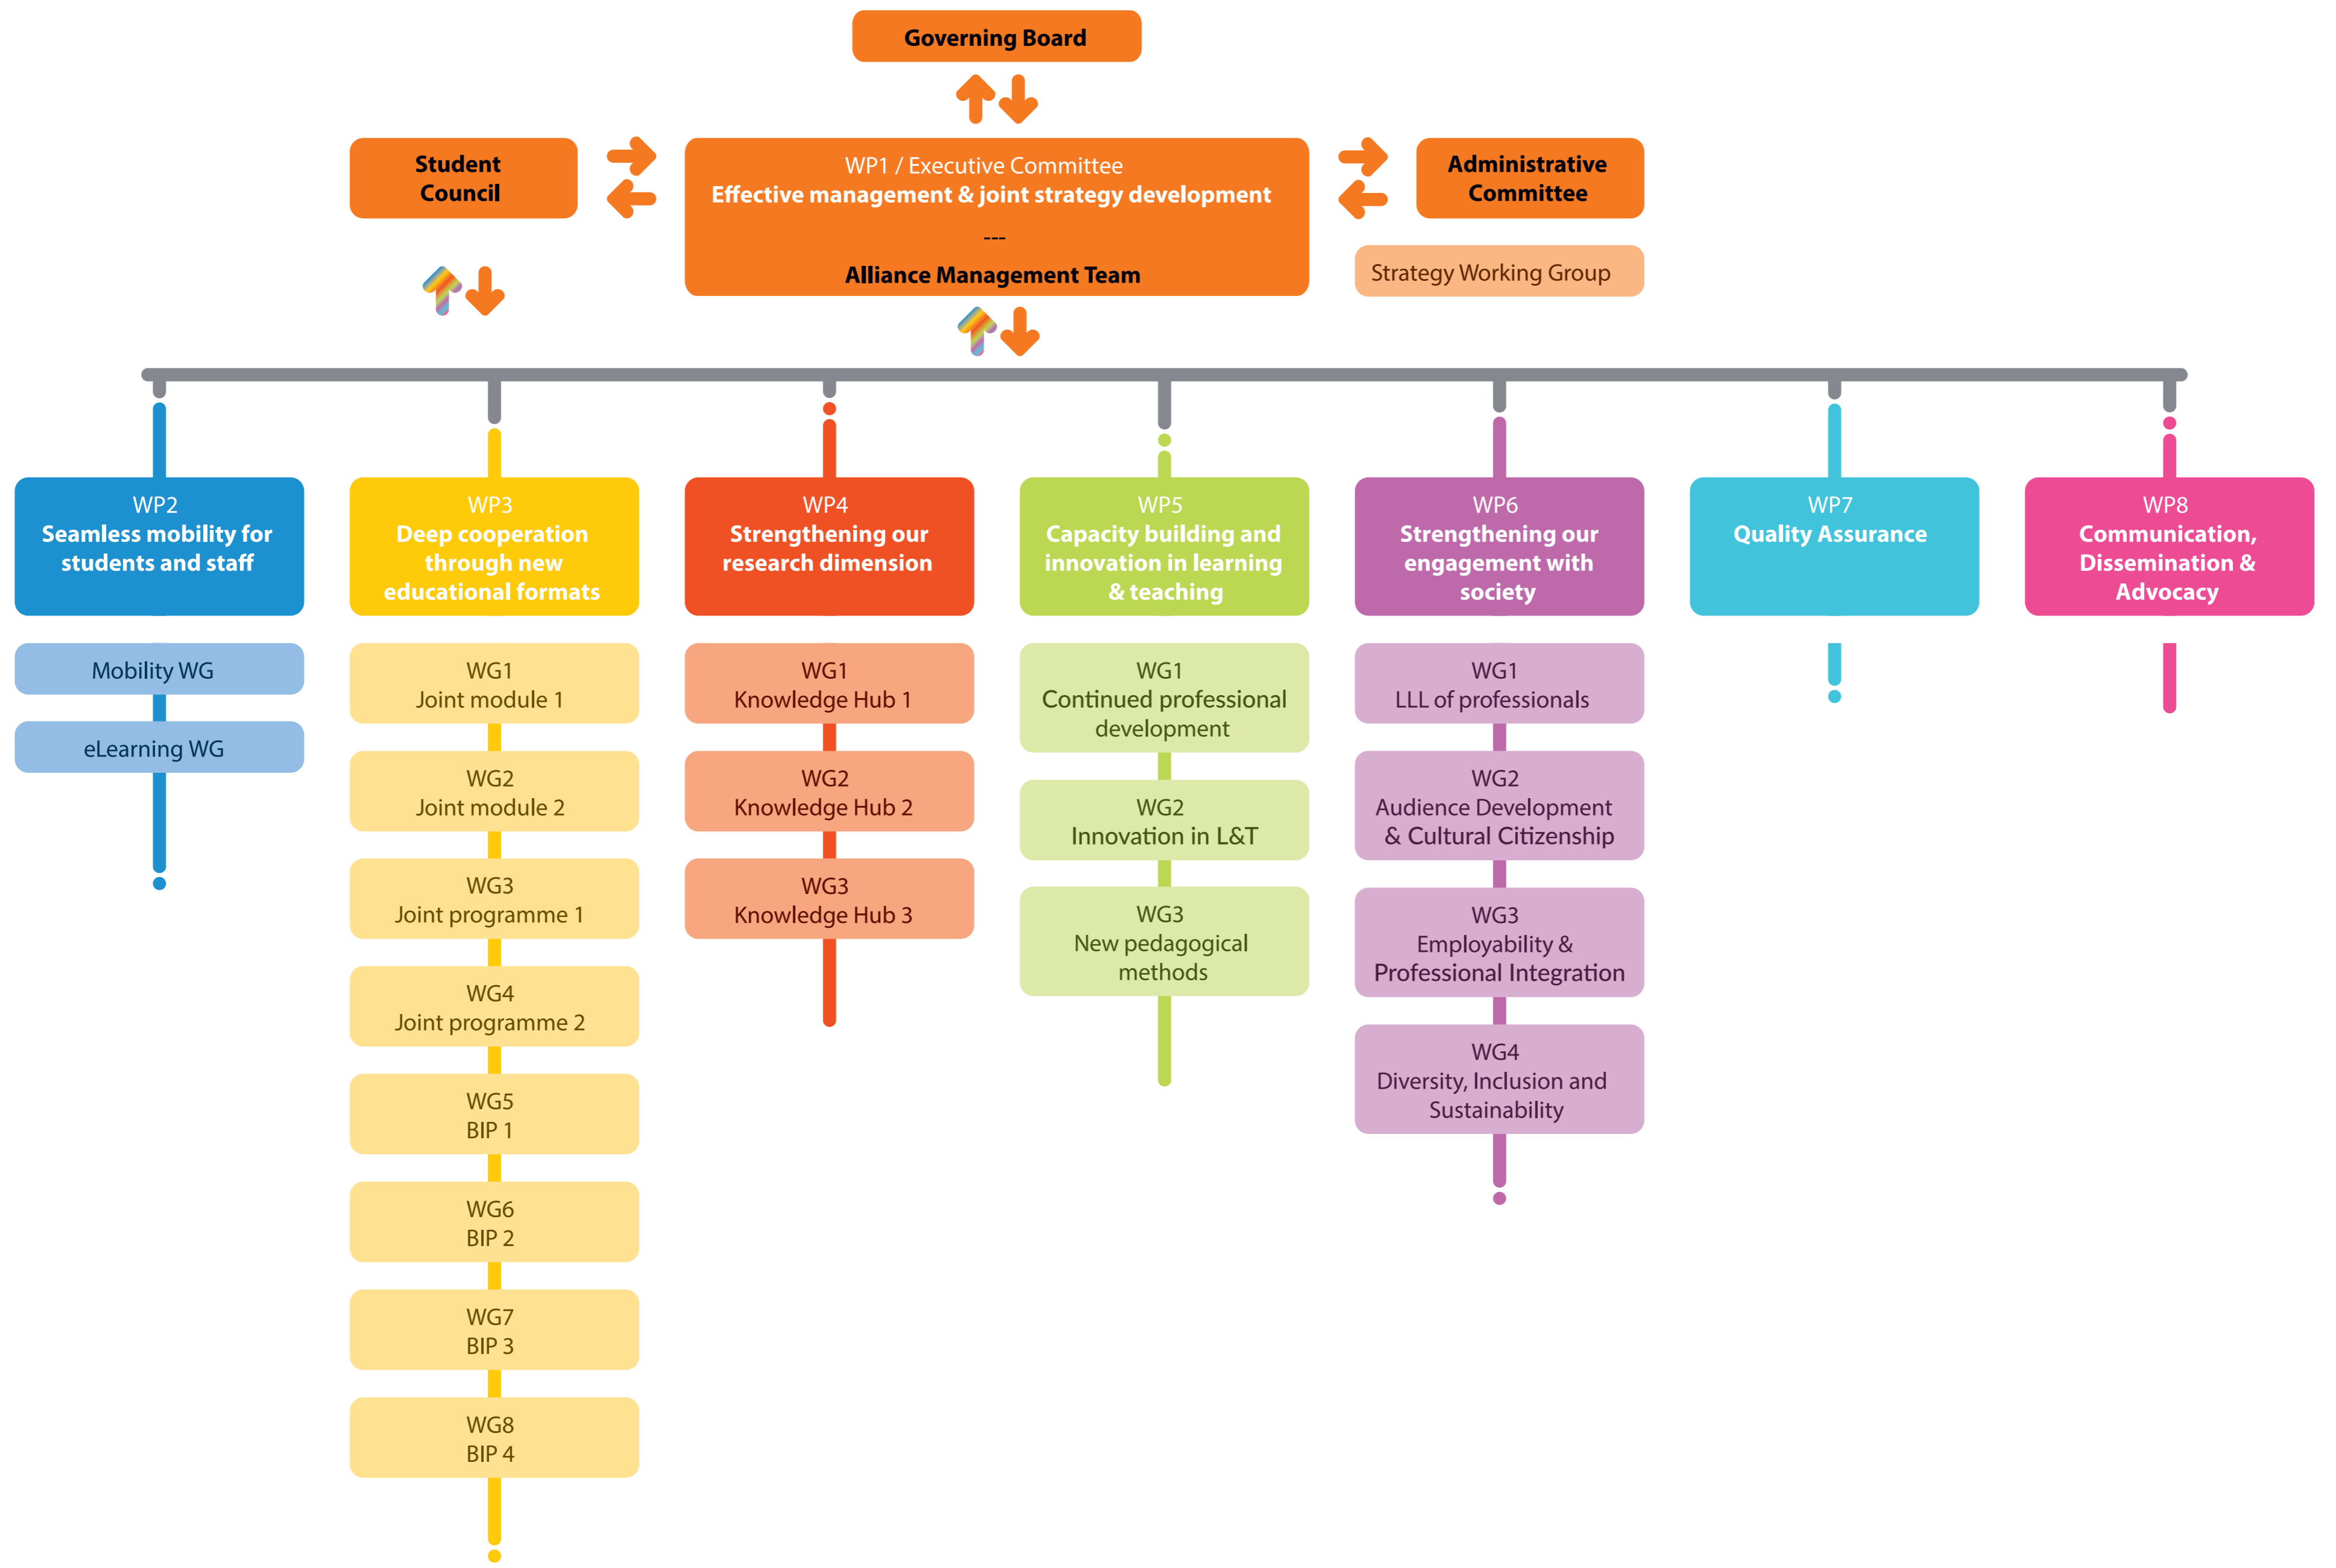 Governing Board
Student
Council
WP1 / Executive Committee
Effective management & joint strategy development
---
Alliance Management Team
Administrative
Committee
Strategy Working Group
WP2
Seamless mobility for
students and staff
Mobility WG
eLearning WG
WP3
Deep cooperation
through new
educational formats
WG1
Joint module 1
WG2
Joint module 2
WG3
Joint programme 1
WG4
Joint programme 2
WG5
BIP 1
WG6
BIP 2
WG7
BIP 3
WG8
BIP 4
WP4
Strengthening our
research dimension
WG1
Knowledge Hub 1
WG2
Knowledge Hub 2
WG3
Knowledge Hub 3
WP5
Capacity building and
innovation in learning
& teaching
WG1
Continued professional
development
WG2
Innovation in L&T
WG3
New pedagogical
methods
WP6
Strengthening our
engagement with
society
WG1
LLL of professionals
WG2
Audience Development
& Cultural Citizenship
WG3
Employability &
Professional Integration
WG4
Diversity, Inclusion and
Sustainability
WP7
Quality Assurance
WP8
Communication,
Dissemination &
Advocacy